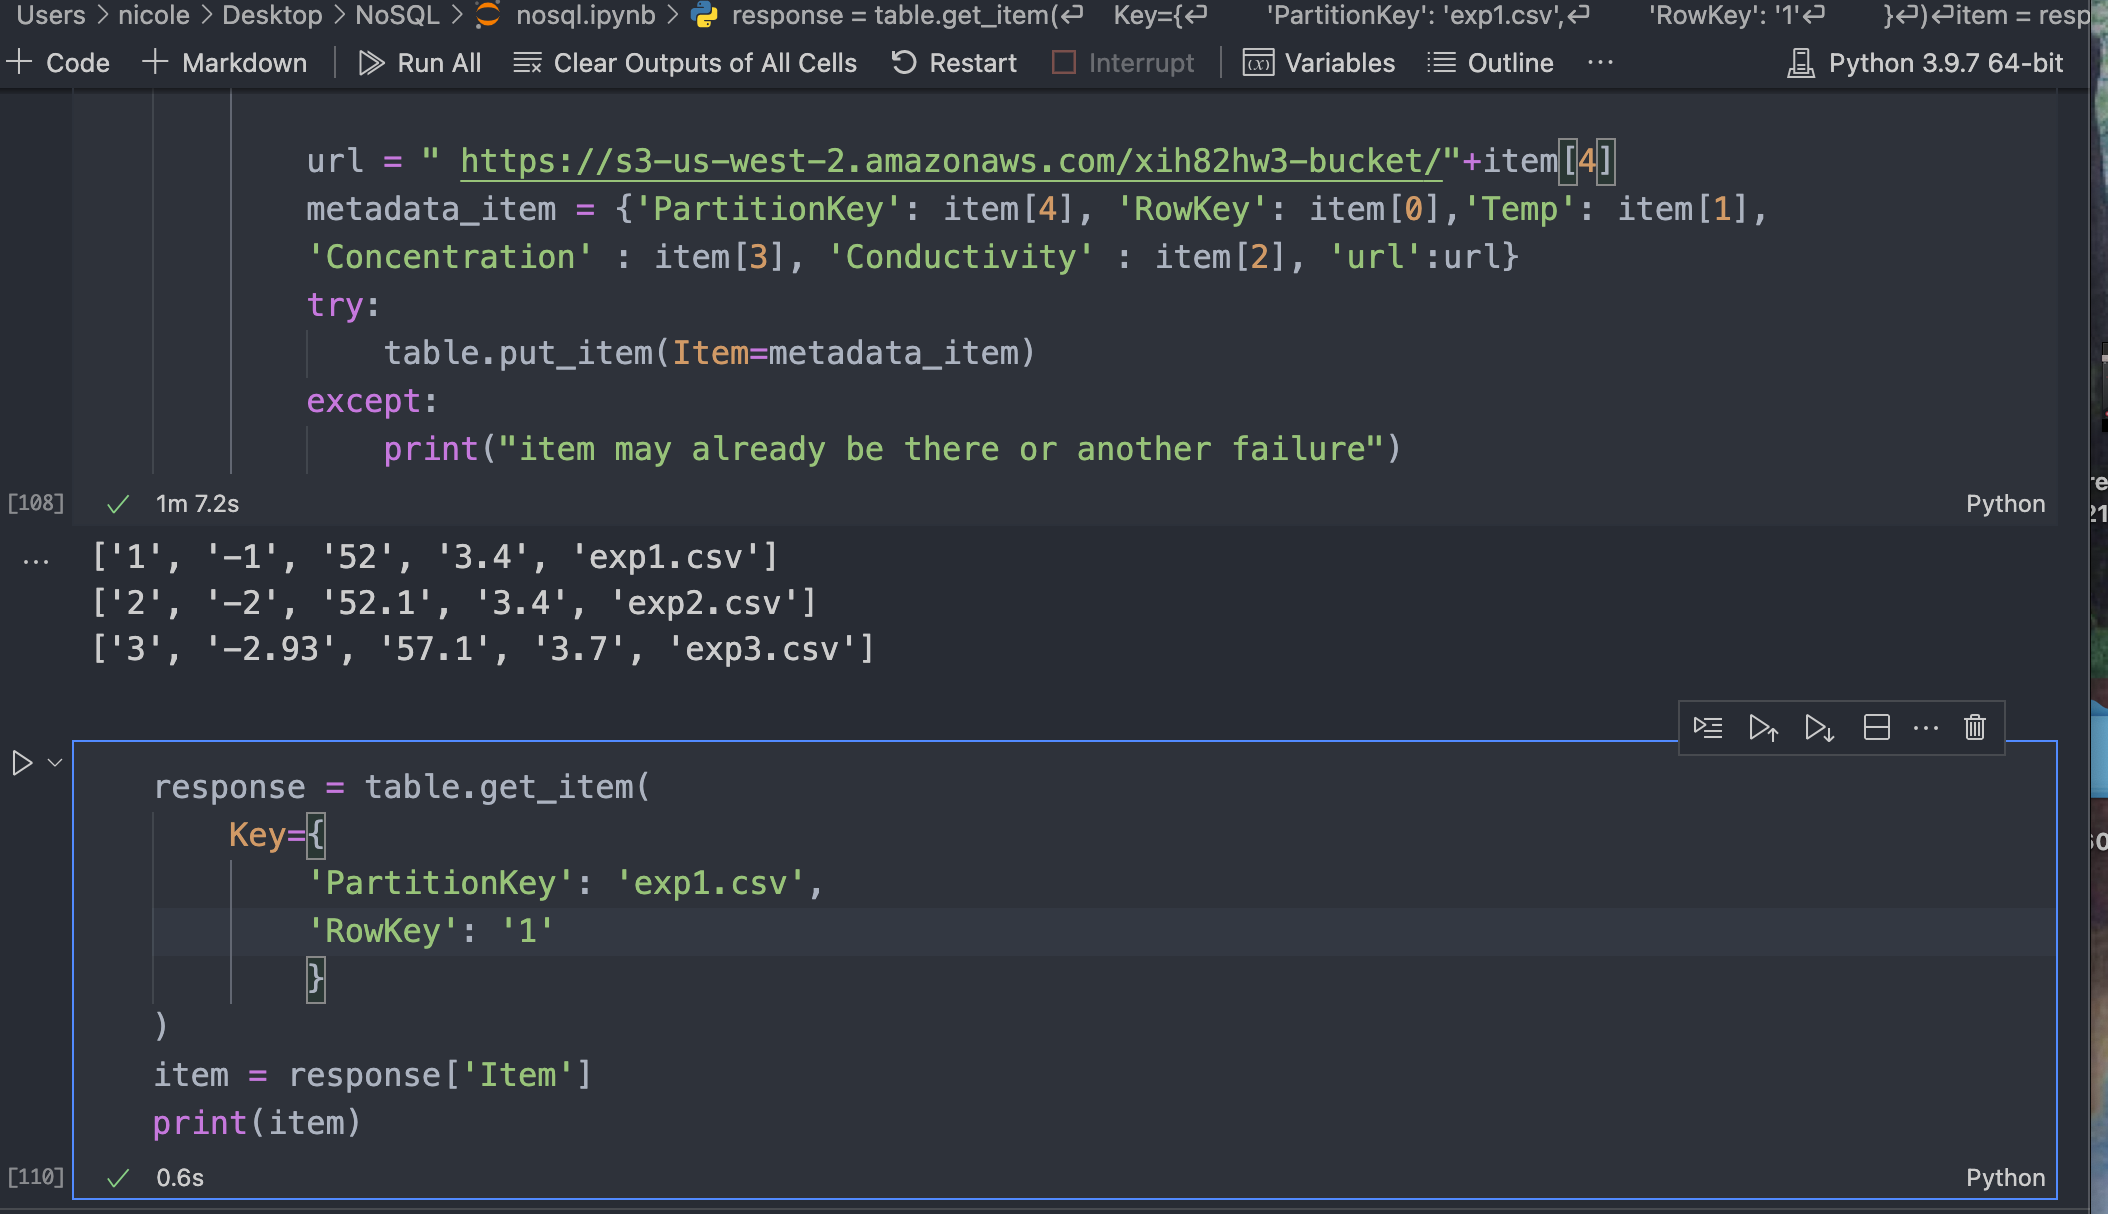 Users > nicole > Desktop > NoSQL > nosql.ipynb > response = table.get_item(↵ Key={↵ 'PartitionKey': 'exp1.csv',↵ 'RowKey': '1'↵ }↵)↵item = resp
+ Code + Markdown Run All Clear Outputs of All Cells Restart Interrupt Variables Outline ... Python 3.9.7 64-bit
url = " https://s3-us-west-2.amazonaws.com/xih82hw3-bucket/"+item[4]
metadata_item = {'PartitionKey': item[4], 'RowKey': item[0],'Temp': item[1],
'Concentration' : item[3], 'Conductivity' : item[2], 'url':url}
try:
table.put_item(Item=metadata_item)
except:
print("item may already be there or another failure")
[108] ✓ 1m 7.2s Python
... ['1', '-1', '52', '3.4', 'exp1.csv']
['2', '-2', '52.1', '3.4', 'exp2.csv']
['3', '-2.93', '57.1', '3.7', 'exp3.csv']
response = table.get_item(
Key={
'PartitionKey': 'exp1.csv',
'RowKey': '1'
}
)
item = response['Item']
print(item)
[110] ✓ 0.6s Python